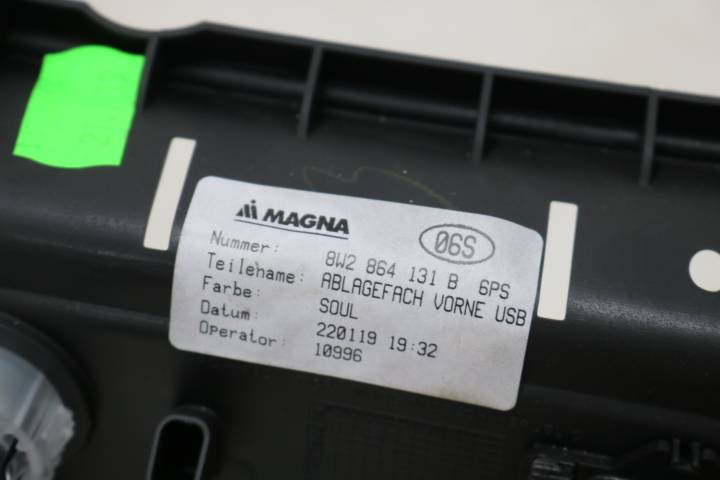 MAGNA
06S
Nummer: 8W2 864 131 B 6PS
Teilename: ABLAGEFACH VORNE USB
Farbe: SOUL
Datum: 220119 19:32
Operator: 10996